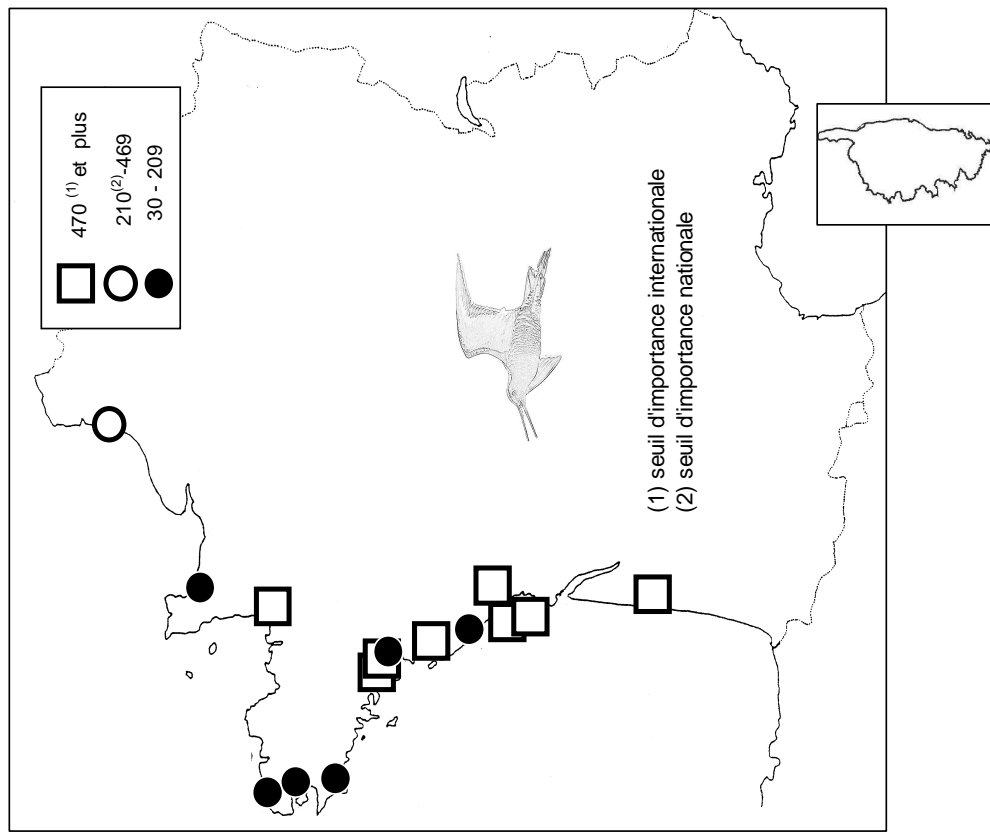 470 (1) et plus
210(2)-469
30 - 209
(1) seuil d'importance internationale
(2) seuil d'importance nationale